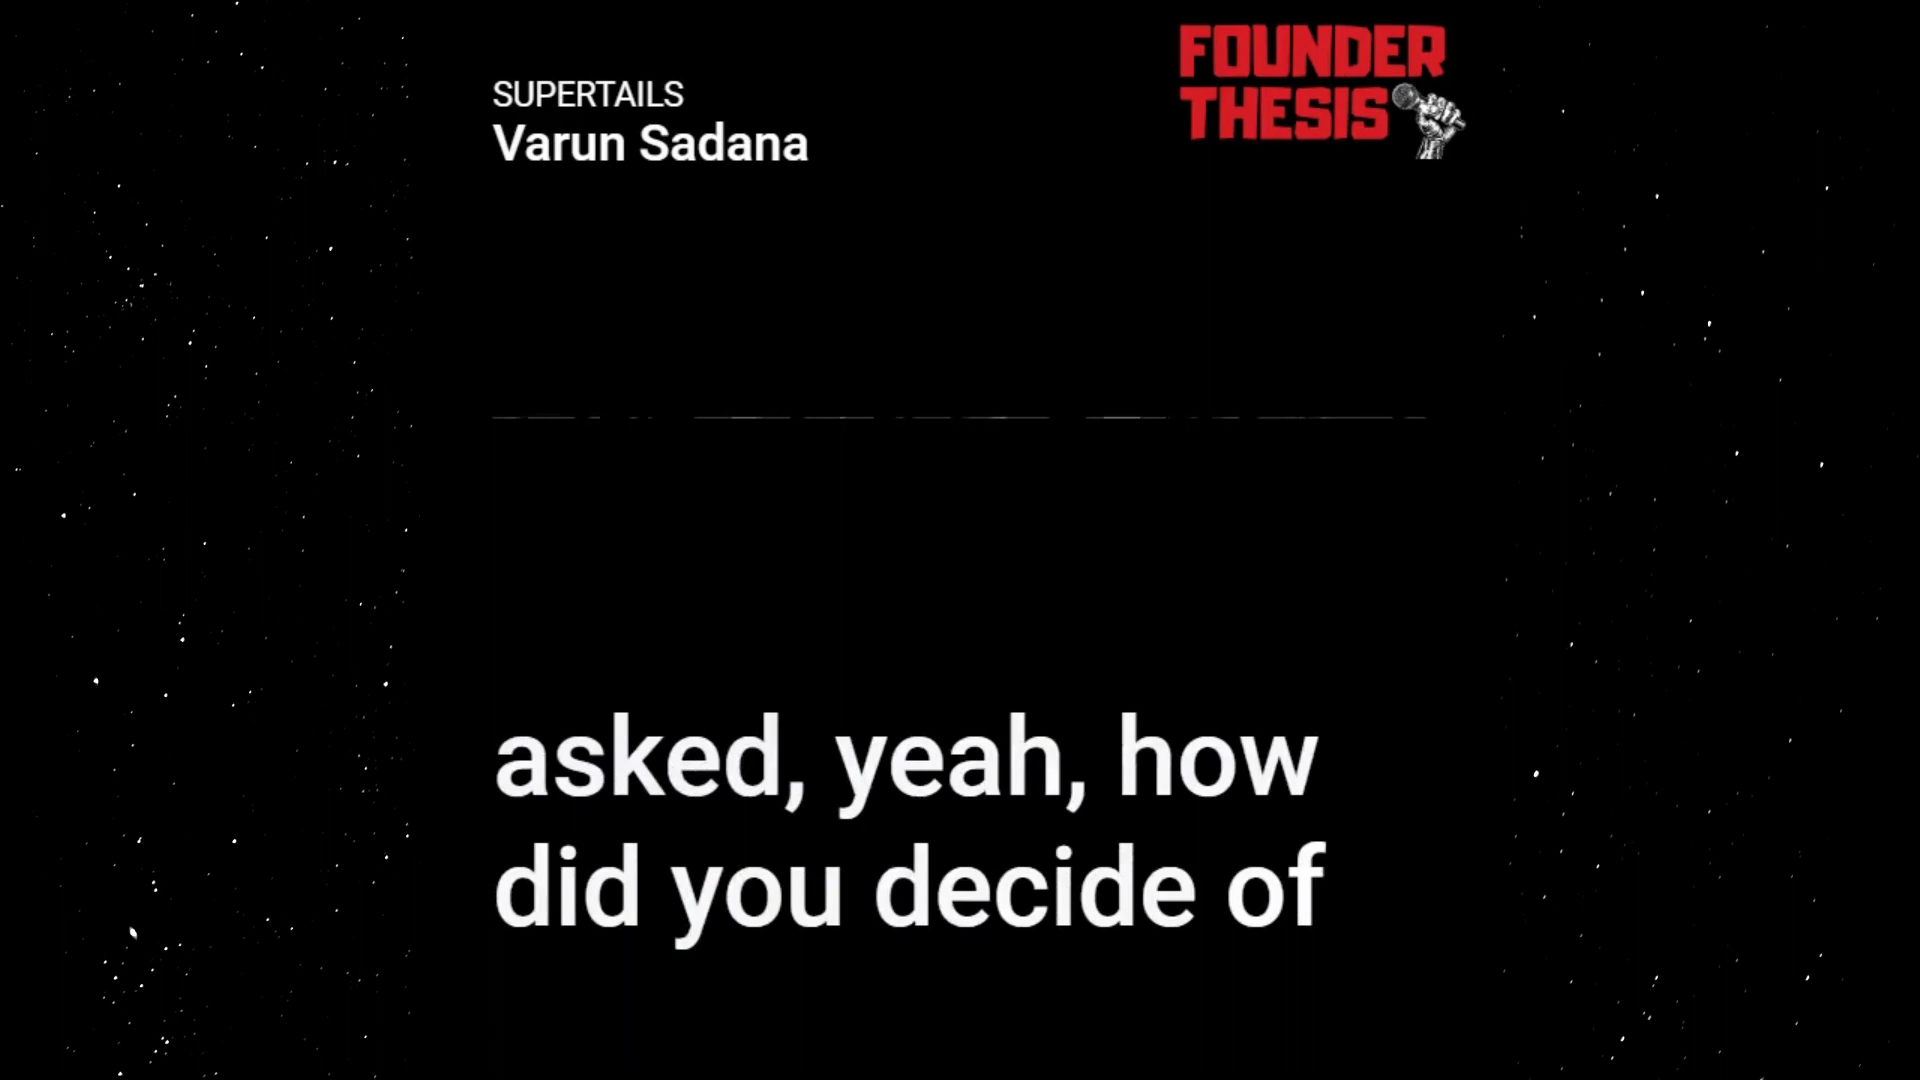 SUPERTAILS
Varun Sadana
FOUNDER
THESIS
asked, yeah, how
did you decide of